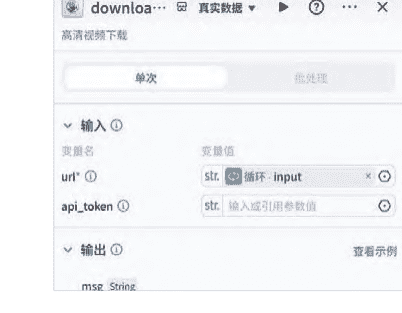 downloa··· 真实数据
高清视频下载
单次 批处理
输入
变量名 变量值
url* str. 循环 - input
api_token str. 输入或引用参数值
输出 查看示例
msg String